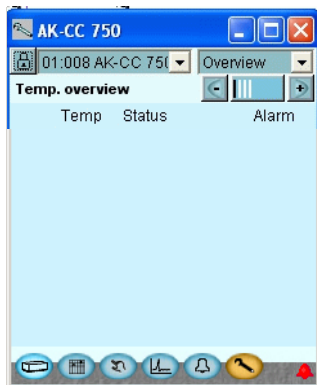 AK-CC 750
01:008 AK-CC 75( Overview
Temp. overview - +
Temp Status Alarm